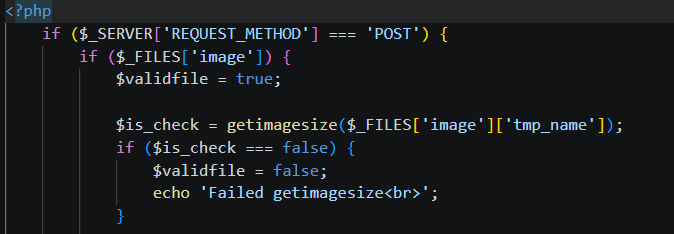 <?php
if ($_SERVER['REQUEST_METHOD'] === 'POST') {
if ($_FILES['image']) {
$validfile = true;
$is_check = getimagesize($_FILES['image']['tmp_name']);
if ($is_check === false) {
$validfile = false;
echo 'Failed getimagesize<br>';
}